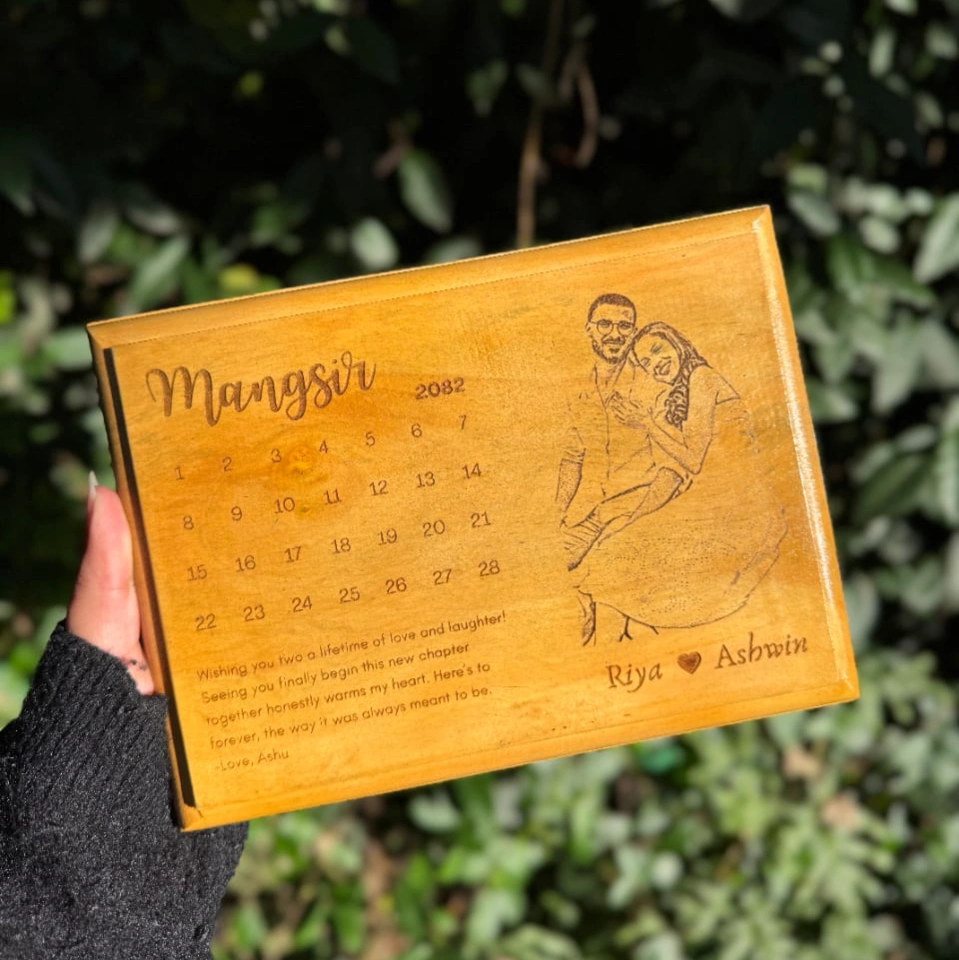 Mangsir 2082
1 2 3 4 5 6 7
8 9 10 11 12 13 14
15 16 17 18 19 20 21
22 23 24 25 26 27 28
Wishing you two a lifetime of love and laughter!
Seeing you finally begin this new chapter
together honestly warms my heart. Here's to
forever, the way it was always meant to be.
-Love, Ashu
Riya ♥ Ashwin